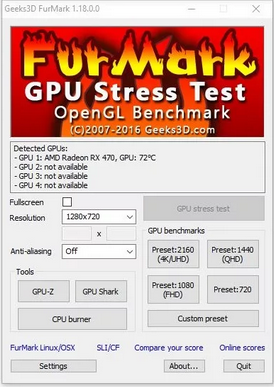 Geeks3D FurMark 1.18.0.0
FurMark
GPU Stress Test
OpenGL Benchmark
(C)2007-2016 Geeks3D.com
Detected GPUs:
- GPU 1: AMD Radeon RX 470, GPU: 72°C
- GPU 2: not available
- GPU 3: not available
- GPU 4: not available
Fullscreen
GPU stress test
Resolution 1280x720
x
Anti-aliasing Off
GPU benchmarks
Preset:2160 (4K/UHD)
Preset:1440 (QHD)
Preset:1080 (FHD)
Preset:720
Custom preset
Tools
GPU-Z GPU Shark
CPU burner
FurMark Linux/OSX SLI/CF Compare your score Online scores
Settings About... Quit